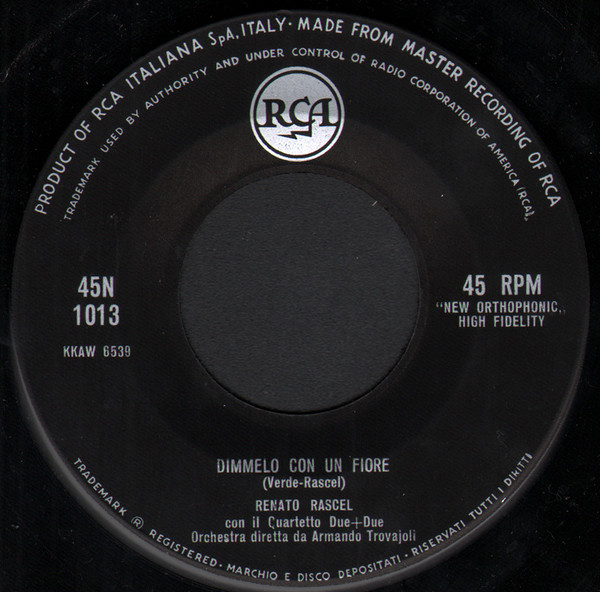 PRODUCT OF RCA ITALIANA SpA, ITALY · MADE FROM MASTER RECORDING OF RCA
TRADEMARK USED BY AUTHORITY AND UNDER CONTROL OF RADIO CORPORATION OF AMERICA (RCA).
RCA
45N
1013
KKAW 6539
45 RPM
"NEW ORTHOPHONIC„
HIGH FIDELITY
DIMMELO CON UN FIORE
(Verde-Rascel)
RENATO RASCEL
con il Quartetto Due+Due
Orchestra diretta da Armando Trovajoli
TRADEMARK ® REGISTERED · MARCHIO E DISCO DEPOSITATI · RISERVATI TUTTI I DIRITTI